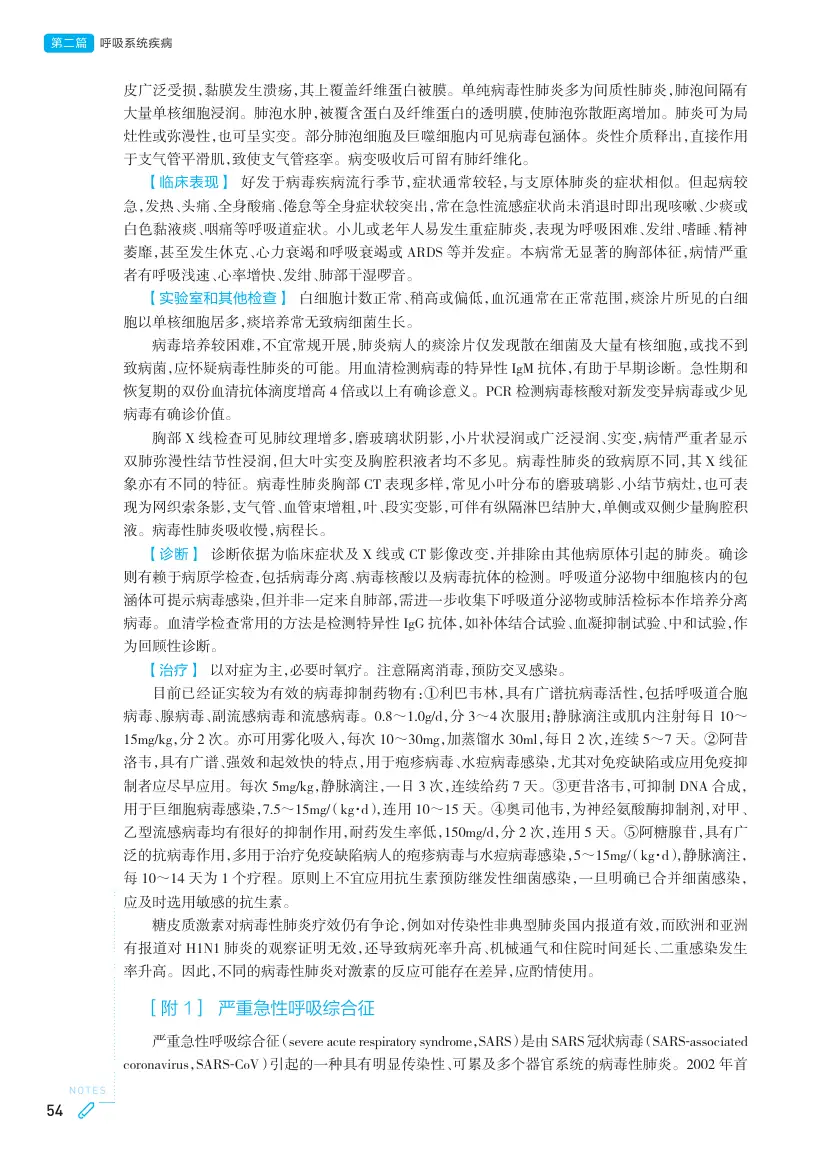 第二篇 呼吸系统疾病
皮广泛受损,黏膜发生溃疡,其上覆盖纤维蛋白被膜。单纯病毒性肺炎多为间质性肺炎,肺泡间隔有
大量单核细胞浸润。肺泡水肿,被覆含蛋白及纤维蛋白的透明膜,使肺泡弥散距离增加。肺炎可为局
灶性或弥漫性,也可呈实变。部分肺泡细胞及巨噬细胞内可见病毒包涵体。炎性介质释出,直接作用
于支气管平滑肌,致使支气管痉挛。病变吸收后可留有肺纤维化。
【临床表现】 好发于病毒疾病流行季节,症状通常较轻,与支原体肺炎的症状相似。但起病较
急,发热、头痛、全身酸痛、倦怠等全身症状较突出,常在急性流感症状尚未消退时即出现咳嗽、少痰或
白色黏液痰、咽痛等呼吸道症状。小儿或老年人易发生重症肺炎,表现为呼吸困难、发绀、嗜睡、精神
萎靡,甚至发生休克、心力衰竭和呼吸衰竭或 ARDS 等并发症。本病常无显著的胸部体征,病情严重
者有呼吸浅速、心率增快、发绀、肺部干湿啰音。
【实验室和其他检查】 白细胞计数正常、稍高或偏低,血沉通常在正常范围,痰涂片所见的白细
胞以单核细胞居多,痰培养常无致病细菌生长。
病毒培养较困难,不宜常规开展,肺炎病人的痰涂片仅发现散在细菌及大量有核细胞,或找不到
致病菌,应怀疑病毒性肺炎的可能。用血清检测病毒的特异性 IgM 抗体,有助于早期诊断。急性期和
恢复期的双份血清抗体滴度增高 4 倍或以上有确诊意义。PCR 检测病毒核酸对新发变异病毒或少见
病毒有确诊价值。
胸部 X 线检查可见肺纹理增多,磨玻璃状阴影,小片状浸润或广泛浸润、实变,病情严重者显示
双肺弥漫性结节性浸润,但大叶实变及胸腔积液者均不多见。病毒性肺炎的致病原不同,其 X 线征
象亦有不同的特征。病毒性肺炎胸部 CT 表现多样,常见小叶分布的磨玻璃影、小结节病灶,也可表
现为网织索条影,支气管、血管束增粗,叶、段实变影,可伴有纵隔淋巴结肿大,单侧或双侧少量胸腔积
液。病毒性肺炎吸收慢,病程长。
【诊断】 诊断依据为临床症状及 X 线或 CT 影像改变,并排除由其他病原体引起的肺炎。确诊
则有赖于病原学检查,包括病毒分离、病毒核酸以及病毒抗体的检测。呼吸道分泌物中细胞核内的包
涵体可提示病毒感染,但并非一定来自肺部,需进一步收集下呼吸道分泌物或肺活检标本作培养分离
病毒。血清学检查常用的方法是检测特异性 IgG 抗体,如补体结合试验、血凝抑制试验、中和试验,作
为回顾性诊断。
【治疗】 以对症为主,必要时氧疗。注意隔离消毒,预防交叉感染。
目前已经证实较为有效的病毒抑制药物有:①利巴韦林,具有广谱抗病毒活性,包括呼吸道合胞
病毒、腺病毒、副流感病毒和流感病毒。0.8～1.0g/d,分 3～4 次服用;静脉滴注或肌内注射每日 10～
15mg/kg,分 2 次。亦可用雾化吸入,每次 10～30mg,加蒸馏水 30ml,每日 2 次,连续 5～7 天。②阿昔
洛韦,具有广谱、强效和起效快的特点,用于疱疹病毒、水痘病毒感染,尤其对免疫缺陷或应用免疫抑
制者应尽早应用。每次 5mg/kg,静脉滴注,一日 3 次,连续给药 7 天。③更昔洛韦,可抑制 DNA 合成,
用于巨细胞病毒感染,7.5～15mg/(kg·d),连用 10～15 天。④奥司他韦,为神经氨酸酶抑制剂,对甲、
乙型流感病毒均有很好的抑制作用,耐药发生率低,150mg/d,分 2 次,连用 5 天。⑤阿糖腺苷,具有广
泛的抗病毒作用,多用于治疗免疫缺陷病人的疱疹病毒与水痘病毒感染,5～15mg/(kg·d),静脉滴注,
每 10～14 天为 1 个疗程。原则上不宜应用抗生素预防继发性细菌感染,一旦明确已合并细菌感染,
应及时选用敏感的抗生素。
糖皮质激素对病毒性肺炎疗效仍有争论,例如对传染性非典型肺炎国内报道有效,而欧洲和亚洲
有报道对 H1N1 肺炎的观察证明无效,还导致病死率升高、机械通气和住院时间延长、二重感染发生
率升高。因此,不同的病毒性肺炎对激素的反应可能存在差异,应酌情使用。
[附 1] 严重急性呼吸综合征
严重急性呼吸综合征(severe acute respiratory syndrome,SARS)是由 SARS 冠状病毒(SARS-associated
coronavirus,SARS-CoV)引起的一种具有明显传染性、可累及多个器官系统的病毒性肺炎。2002 年首
NOTES
54